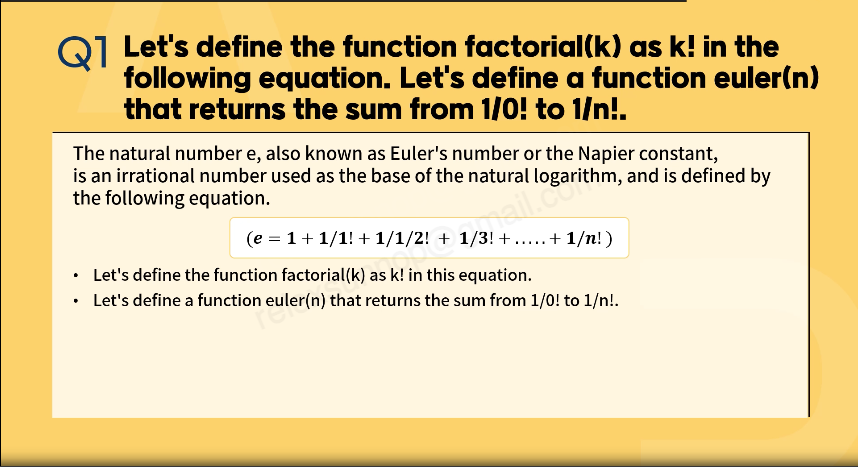 Q1 Let's define the function factorial(k) as k! in the
following equation. Let's define a function euler(n)
that returns the sum from 1/0! to 1/n!.
The natural number e, also known as Euler's number or the Napier constant,
is an irrational number used as the base of the natural logarithm, and is defined by
the following equation.
(e = 1 + 1/1! + 1/1/2! + 1/3! + ..... + 1/n! )
• Let's define the function factorial(k) as k! in this equation.
• Let's define a function euler(n) that returns the sum from 1/0! to 1/n!.